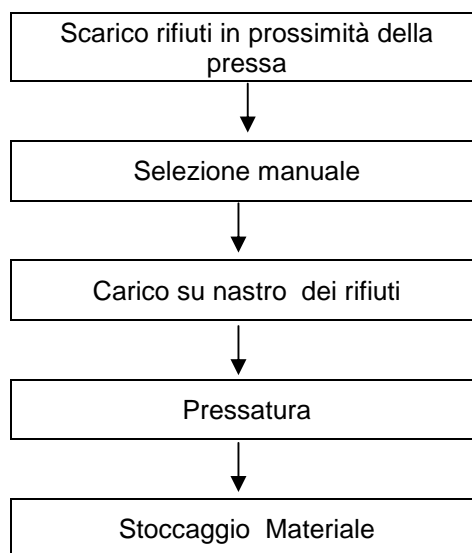 Scarico rifiuti in prossimità della
pressa
Selezione manuale
Carico su nastro dei rifiuti
Pressatura
Stoccaggio Materiale